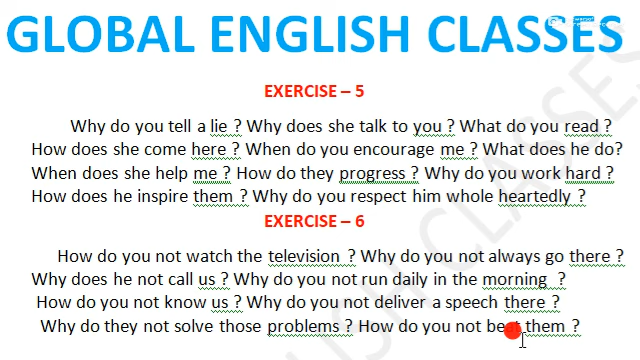 GLOBAL ENGLISH CLASSES
EXERCISE – 5
Why do you tell a lie ? Why does she talk to you ? What do you read ?
How does she come here ? When do you encourage me ? What does he do?
When does she help me ? How do they progress ? Why do you work hard ?
How does he inspire them ? Why do you respect him whole heartedly ?
EXERCISE – 6
How do you not watch the television ? Why do you not always go there ?
Why does he not call us ? Why do you not run daily in the morning ?
How do you not know us ? Why do you not deliver a speech there ?
Why do they not solve those problems ? How do you not beat them ?